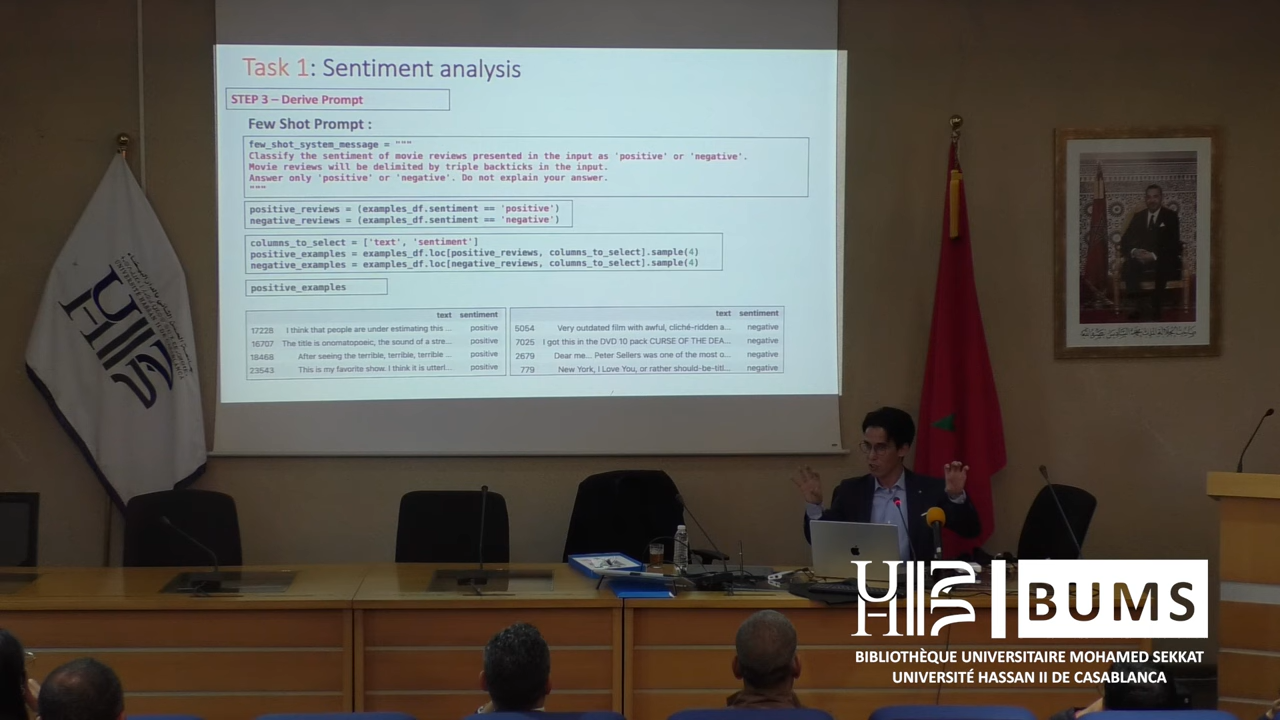 Task 1: Sentiment analysis
STEP 3 – Derive Prompt
Few Shot Prompt :
few_shot_system_message = """
Classify the sentiment of movie reviews presented in the input as 'positive' or 'negative'.
Movie reviews will be delimited by triple backticks in the input.
Answer only 'positive' or 'negative'. Do not explain your answer.
"""
positive_reviews = (examples_df.sentiment == 'positive')
negative_reviews = (examples_df.sentiment == 'negative')
columns_to_select = ['text', 'sentiment']
positive_examples = examples_df.loc[positive_reviews, columns_to_select].sample(4)
negative_examples = examples_df.loc[negative_reviews, columns_to_select].sample(4)
positive_examples
text sentiment
17228 I think that people are under estimating this ... positive
16707 The title is onomatopoeic, the sound of a stre... positive
18468 After seeing the terrible, terrible, terrible ... positive
23543 This is my favorite show. I think it is utterl... positive
text sentiment
5054 Very outdated film with awful, cliché-ridden a... negative
7025 I got this in the DVD 10 pack CURSE OF THE DEA... negative
2679 Dear me... Peter Sellers was one of the most o... negative
779 New York, I Love You, or rather should-be-titl... negative
UH2C
BUMS
BIBLIOTHÈQUE UNIVERSITAIRE MOHAMED SEKKAT
UNIVERSITÉ HASSAN II DE CASABLANCA